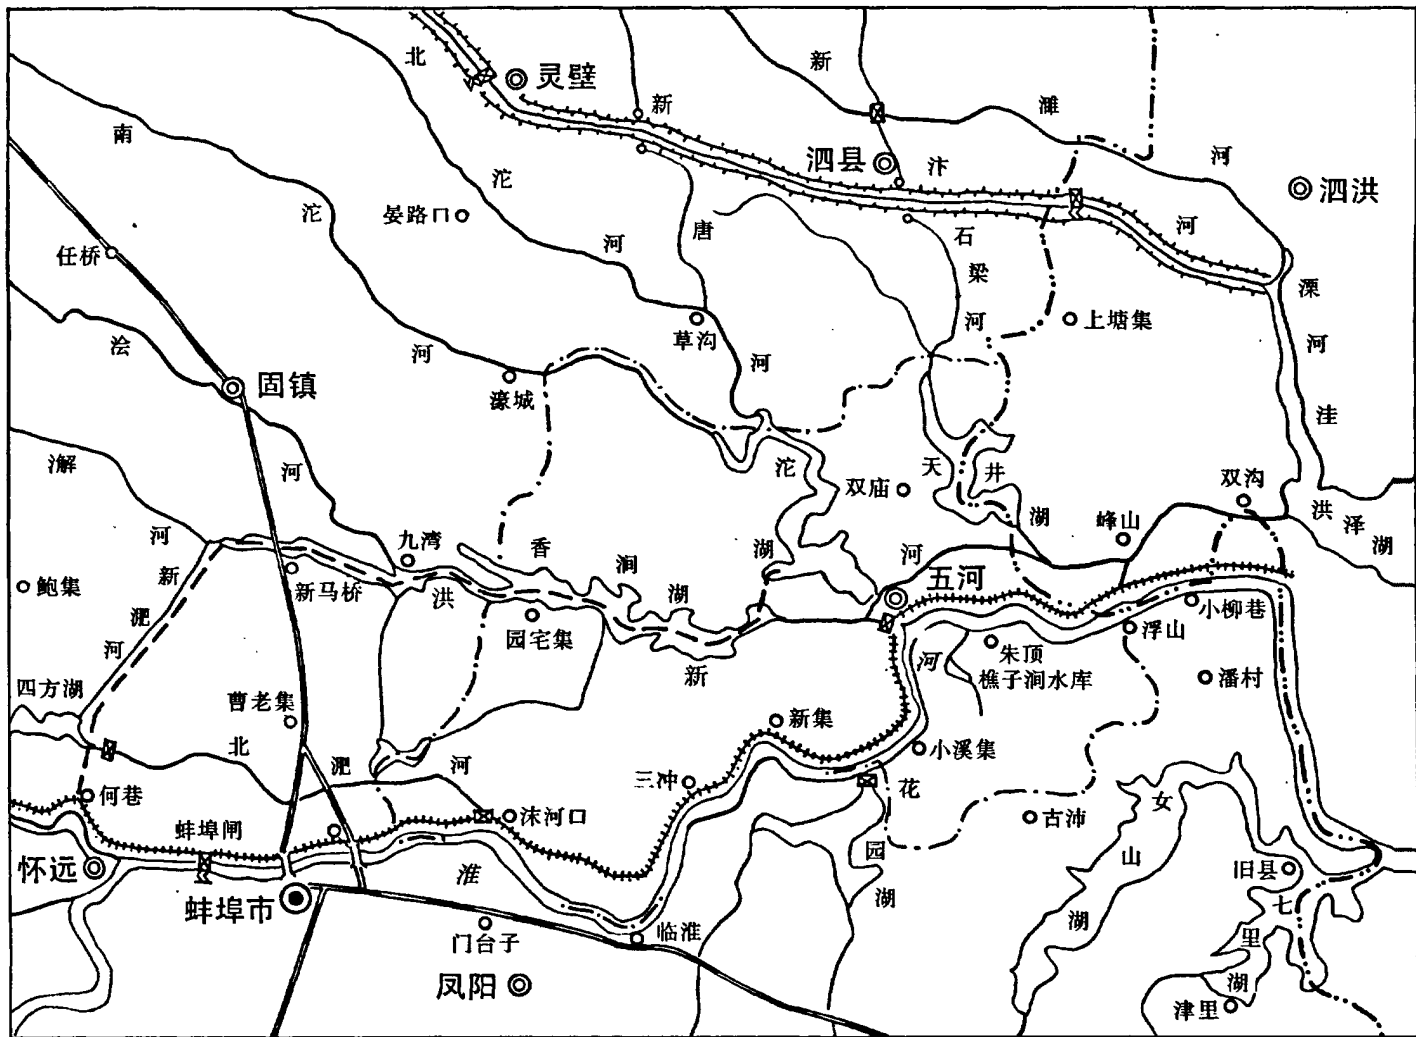 北沱河
灵壁
新汴河
新濉河
泗县
泗洪
南沱河
晏路口
唐河
石梁河
任桥
溧河洼
上塘集
草沟
浍河
固镇
濠城
澥河
沱湖
双庙
天井湖
双沟
峰山
洪泽湖
九湾
香涧湖
鲍集
新淝河
新马桥
洪新河
五河
园宅集
小柳巷
浮山
朱顶
樵子涧水库
四方湖
潘村
曹老集
新集
小溪集
北淝河
三冲
花园湖
女山湖
何巷
蚌埠闸
沫河口
古沛
怀远
淮河
旧县
蚌埠市
门台子
临淮
七里湖
凤阳
津里